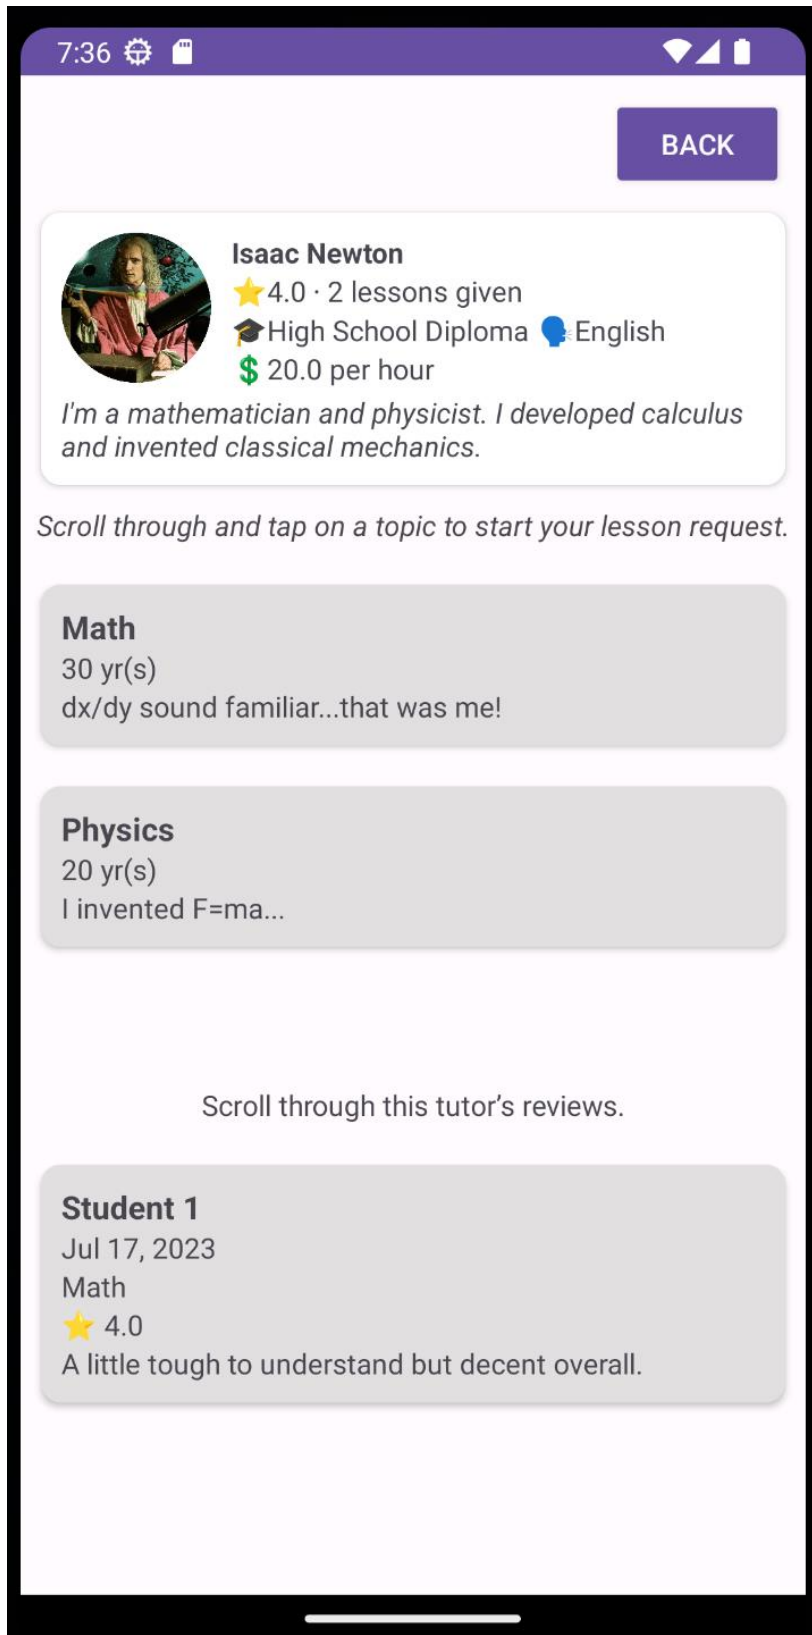 7:36
BACK
Isaac Newton
⭐4.0 · 2 lessons given
🎓High School Diploma 🗣️English
💲20.0 per hour
I'm a mathematician and physicist. I developed calculus
and invented classical mechanics.
Scroll through and tap on a topic to start your lesson request.
Math
30 yr(s)
dx/dy sound familiar...that was me!
Physics
20 yr(s)
I invented F=ma...
Scroll through this tutor’s reviews.
Student 1
Jul 17, 2023
Math
⭐ 4.0
A little tough to understand but decent overall.